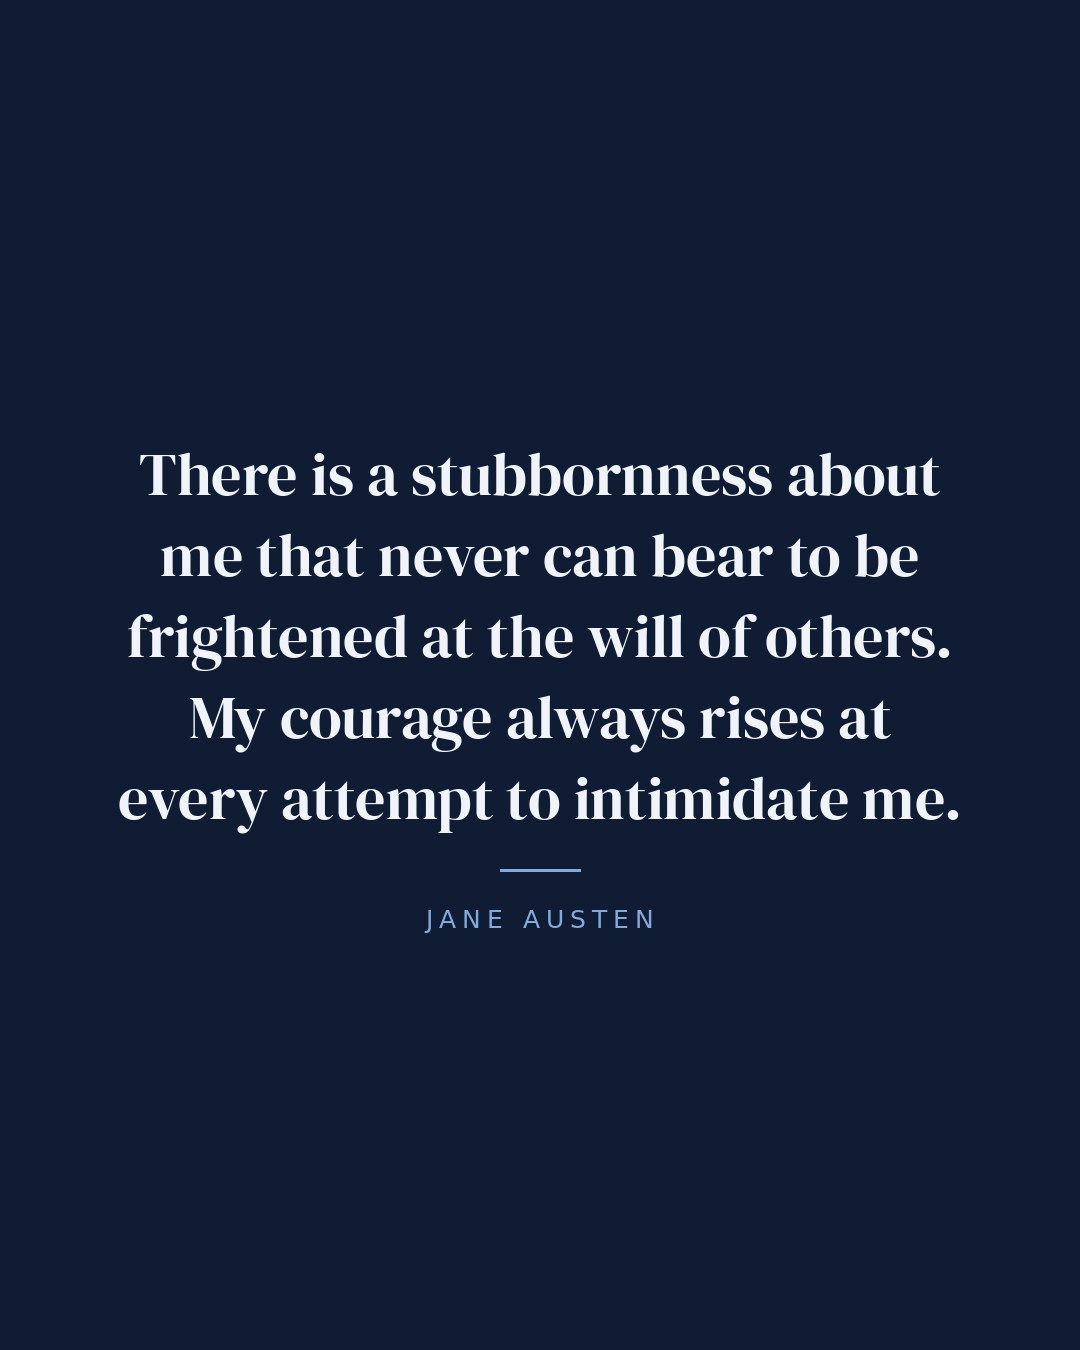 There is a stubbornness about
me that never can bear to be
frightened at the will of others.
My courage always rises at
every attempt to intimidate me.
JANE AUSTEN